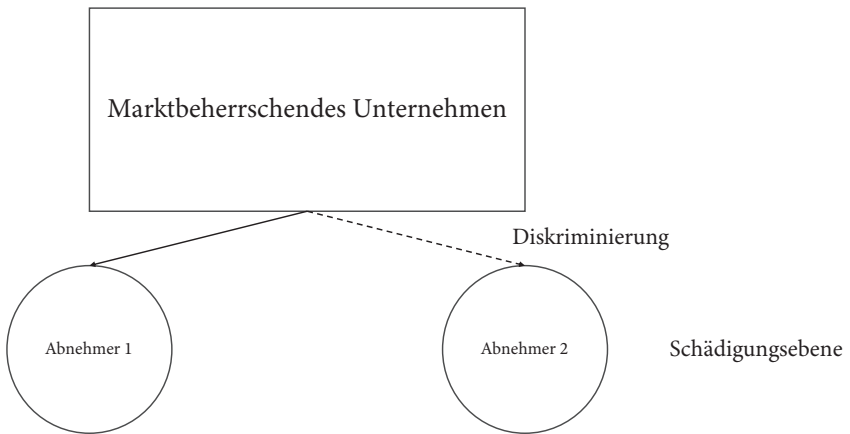 Marktbeherrschendes Unternehmen
Diskriminierung
Abnehmer 1
Abnehmer 2
Schädigungsebene